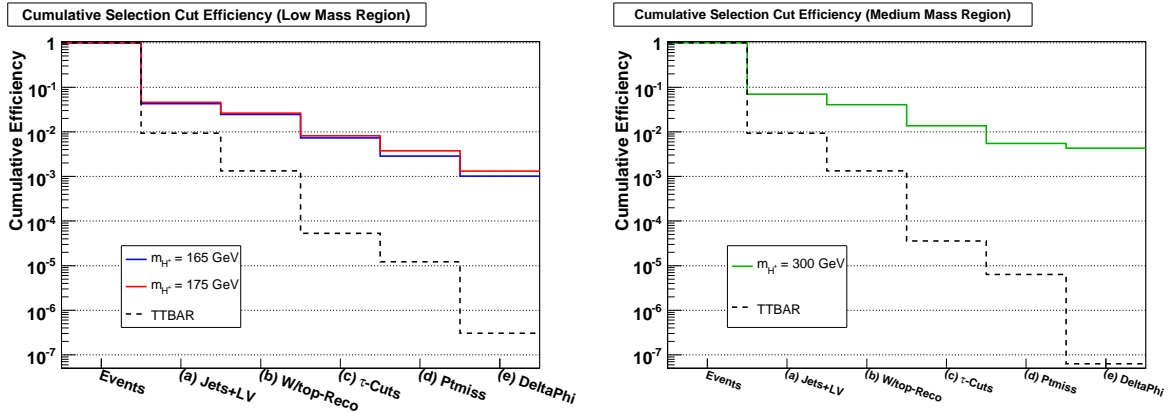 Cumulative Selection Cut Efficiency (Low Mass Region)
Cumulative Efficiency
1
10⁻¹
10⁻²
10⁻³
10⁻⁴
10⁻⁵
10⁻⁶
10⁻⁷
m_H⁺ = 165 GeV
m_H⁺ = 175 GeV
TTBAR
Events
(a) Jets+LV
(b) W/top-Reco
(c) τ-Cuts
(d) Ptmiss
(e) DeltaPhi
Cumulative Selection Cut Efficiency (Medium Mass Region)
Cumulative Efficiency
1
10⁻¹
10⁻²
10⁻³
10⁻⁴
10⁻⁵
10⁻⁶
10⁻⁷
m_H⁺ = 300 GeV
TTBAR
Events
(a) Jets+LV
(b) W/top-Reco
(c) τ-Cuts
(d) Ptmiss
(e) DeltaPhi